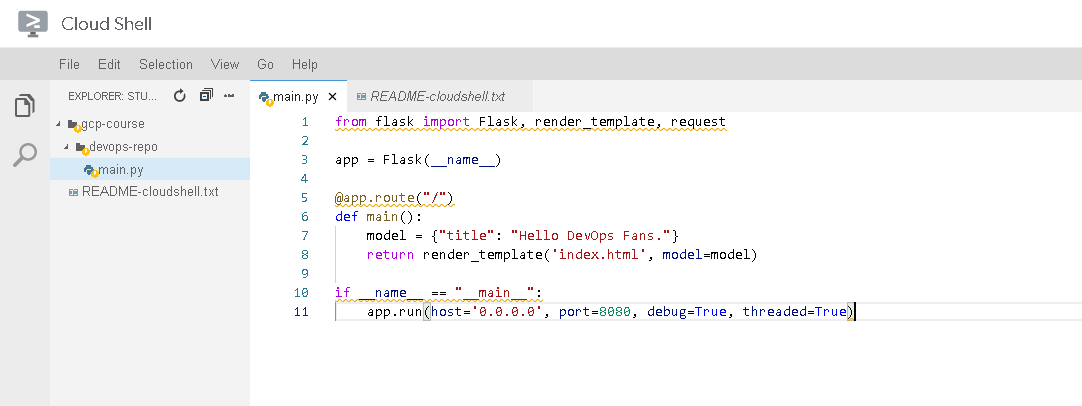 Cloud Shell
File Edit Selection View Go Help
EXPLORER: STU...
gcp-course
devops-repo
main.py
README-cloudshell.txt
main.py README-cloudshell.txt
1 from flask import Flask, render_template, request
2
3 app = Flask(__name__)
4
5 @app.route("/")
6 def main():
7     model = {"title": "Hello DevOps Fans."}
8     return render_template('index.html', model=model)
9
10 if __name__ == "__main__":
11     app.run(host='0.0.0.0', port=8080, debug=True, threaded=True)